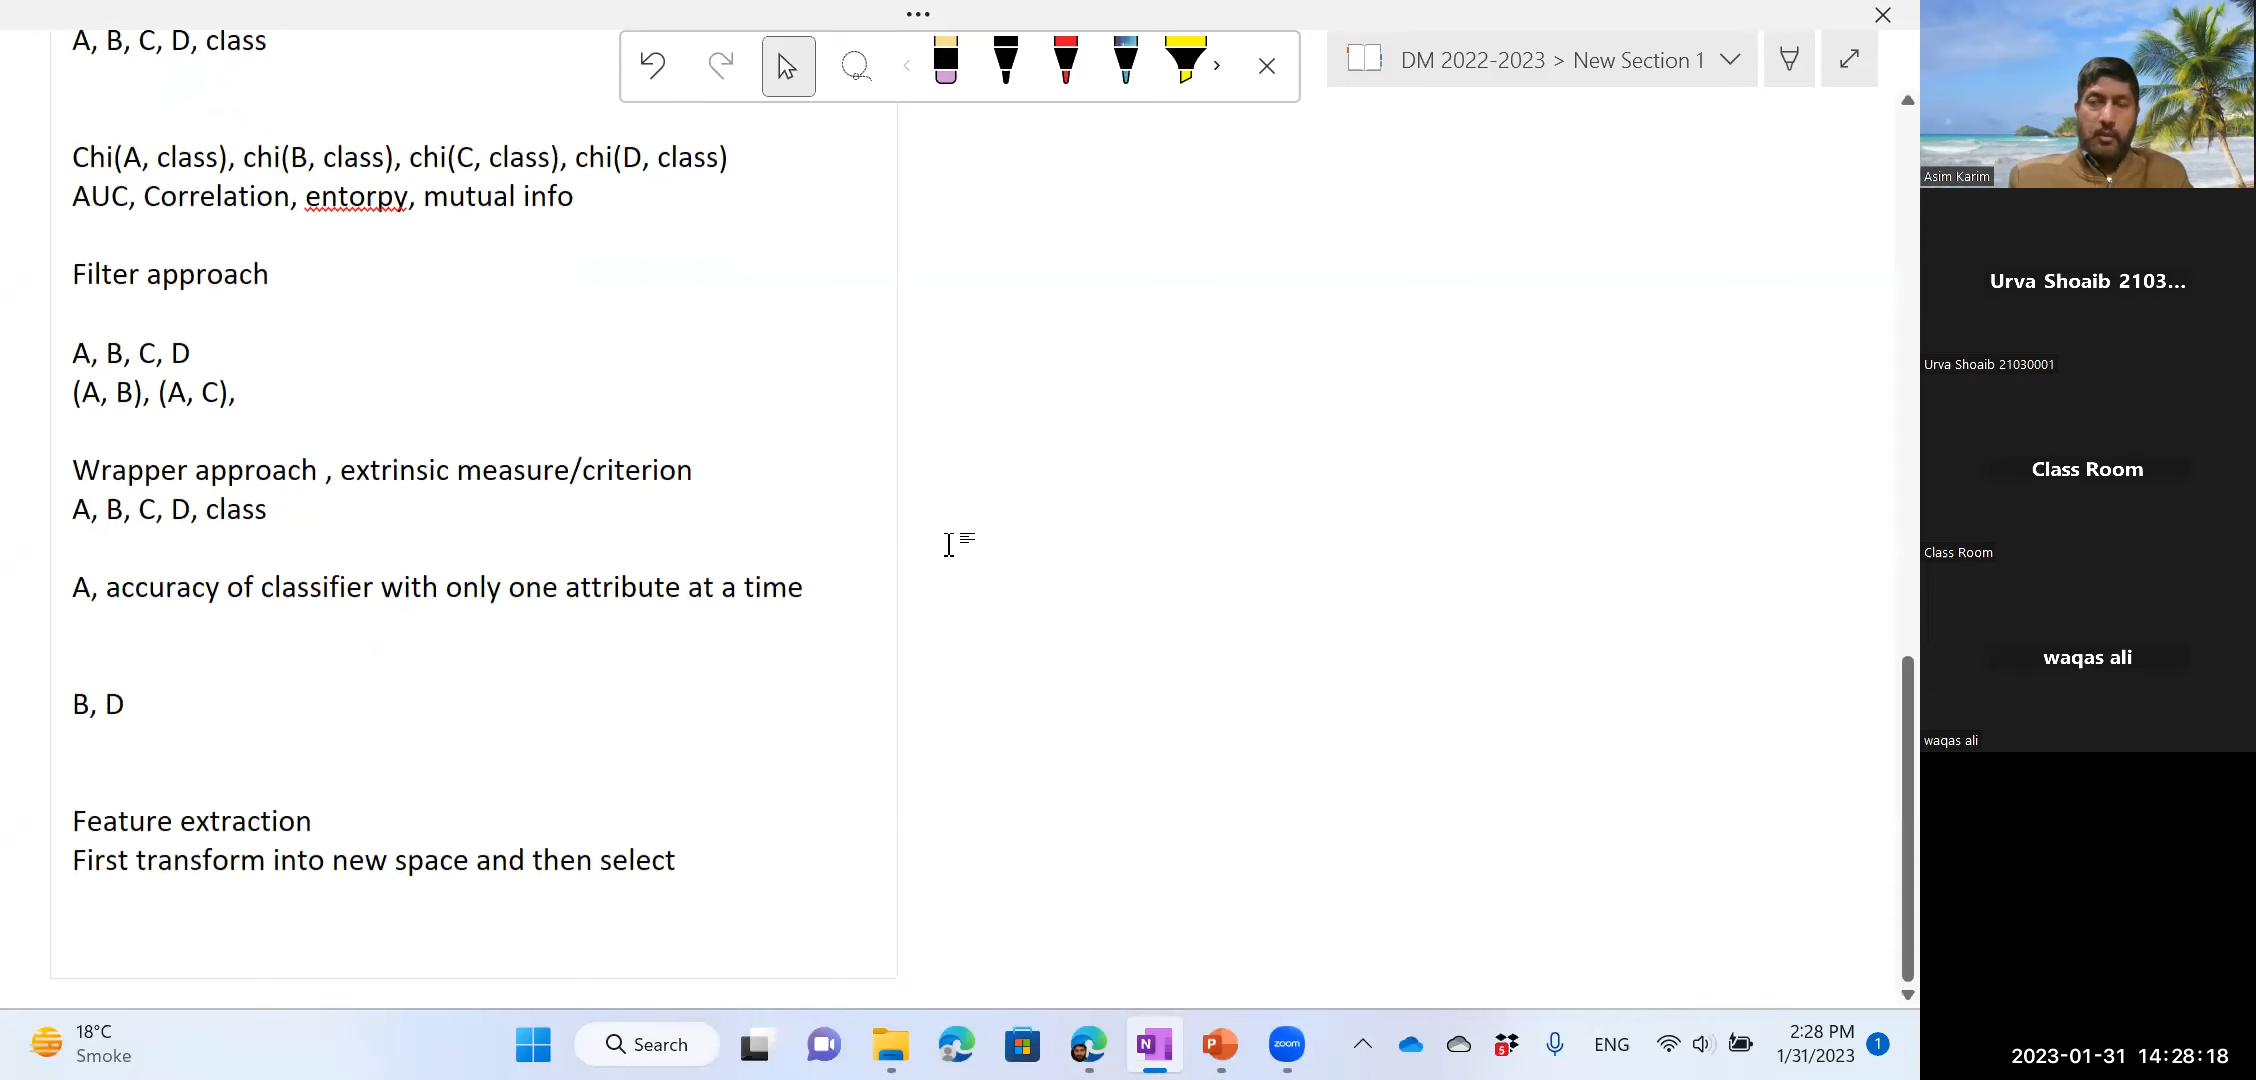 A, B, C, D, class
DM 2022-2023 > New Section 1
Chi(A, class), chi(B, class), chi(C, class), chi(D, class)
AUC, Correlation, entorpy, mutual info
Filter approach
A, B, C, D
(A, B), (A, C),
Wrapper approach , extrinsic measure/criterion
A, B, C, D, class
A, accuracy of classifier with only one attribute at a time
B, D
Feature extraction
First transform into new space and then select
Asim Karim
Urva Shoaib 2103...
Urva Shoaib 21030001
Class Room
Class Room
waqas ali
waqas ali
18°C
Smoke
Search
N
P
zoom
5
ENG
2:28 PM
1/31/2023
1
2023-01-31 14:28:18